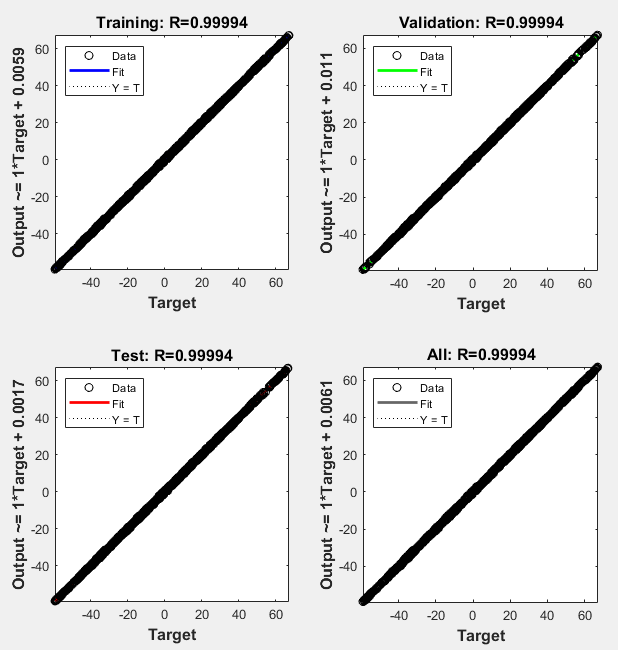 Training: R=0.99994
Output ~= 1*Target + 0.0059
Data
Fit
Y = T
60
40
20
0
-20
-40
-40 -20 0 20 40 60
Target
Validation: R=0.99994
Output ~= 1*Target + 0.011
Data
Fit
Y = T
60
40
20
0
-20
-40
-40 -20 0 20 40 60
Target
Test: R=0.99994
Output ~= 1*Target + 0.0017
Data
Fit
Y = T
60
40
20
0
-20
-40
-40 -20 0 20 40 60
Target
All: R=0.99994
Output ~= 1*Target + 0.0061
Data
Fit
Y = T
60
40
20
0
-20
-40
-40 -20 0 20 40 60
Target